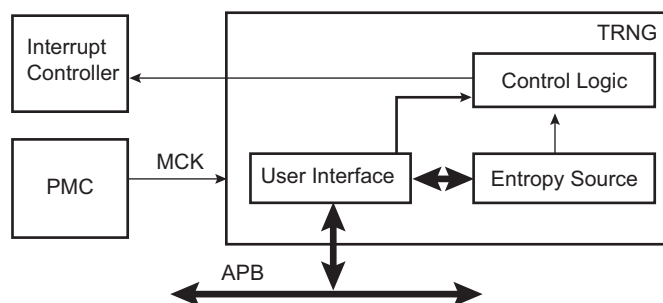 TRNG
Interrupt
Controller
Control Logic
MCK
PMC
User Interface
Entropy Source
APB